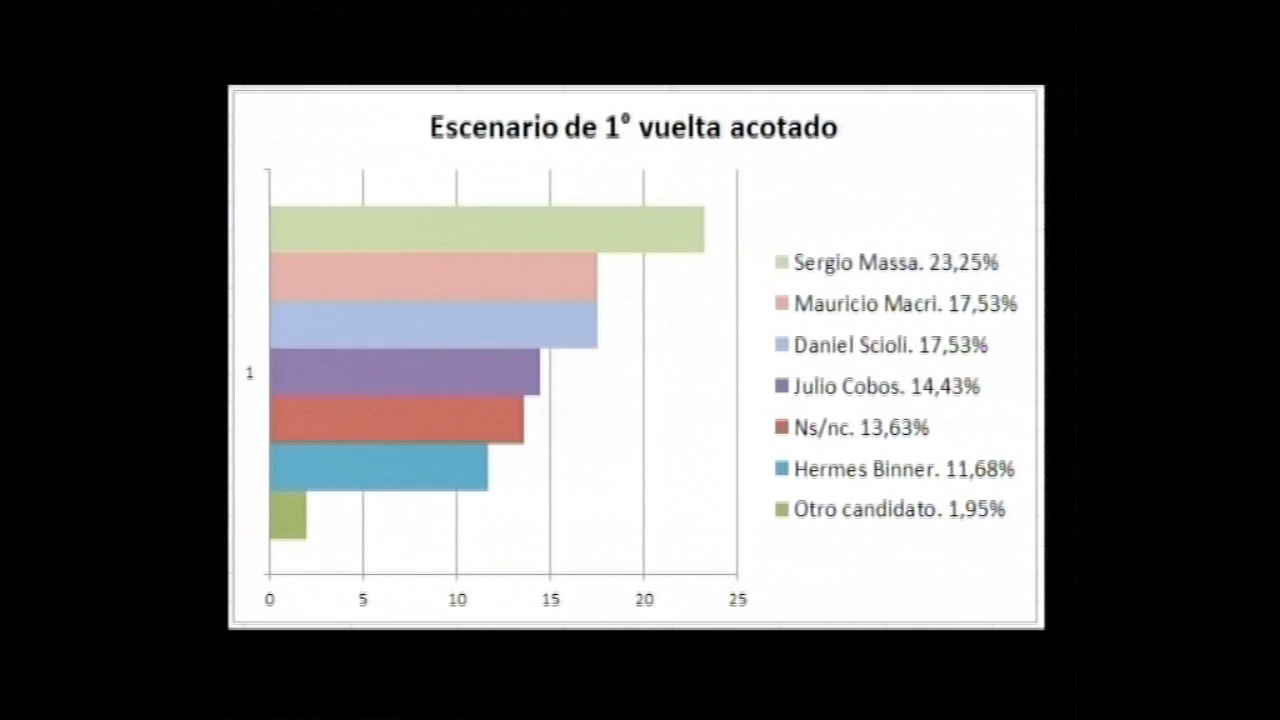 Escenario de 1º vuelta acotado
Sergio Massa. 23,25%
Mauricio Macri. 17,53%
Daniel Scioli. 17,53%
Julio Cobos. 14,43%
Ns/nc. 13,63%
Hermes Binner. 11,68%
Otro candidato. 1,95%
1
0 5 10 15 20 25